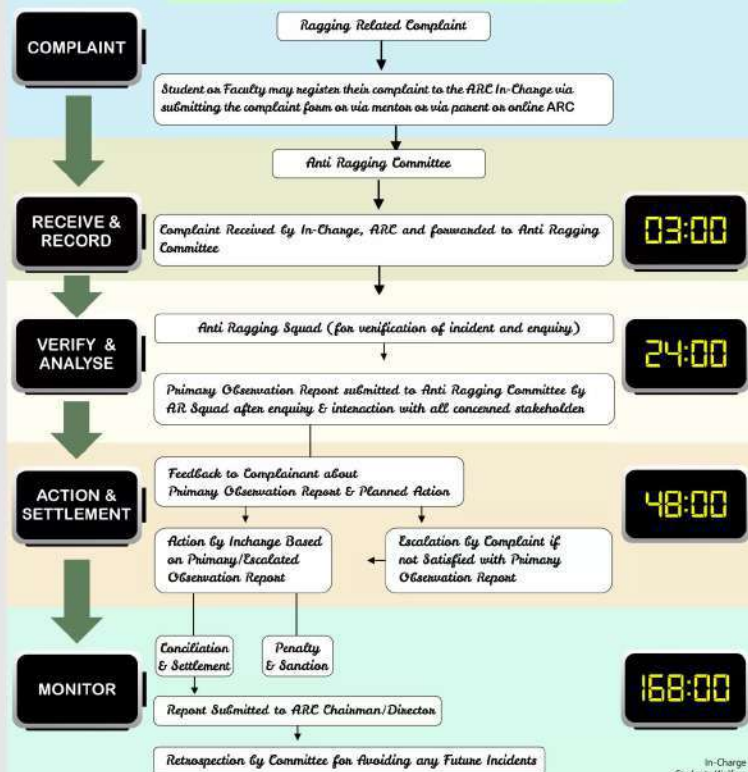 COMPLAINT
Ragging Related Complaint
Student or Faculty may register their complaint to the ARC In-Charge via
submitting the complaint form or via mentor or via parent or online ARC
Anti Ragging Committee
RECEIVE &
RECORD
Complaint Received by In-Charge, ARC and forwarded to Anti Ragging
Committee
03:00
VERIFY &
ANALYSE
Anti Ragging Squad (for verification of incident and enquiry)
24:00
Primary Observation Report submitted to Anti Ragging Committee by
AR Squad after enquiry & interaction with all concerned stakeholder
ACTION &
SETTLEMENT
Feedback to Complainant about
Primary Observation Report & Planned Action
48:00
Action by Incharge Based
on Primary/Escalated
Observation Report
Escalation by Complaint if
not Satisfied with Primary
Observation Report
MONITOR
Conciliation
& Settlement
Penalty
& Sanction
168:00
Report Submitted to ARC Chairman/Director
Retrospection by Committee for Avoiding any Future Incidents
In-Charge